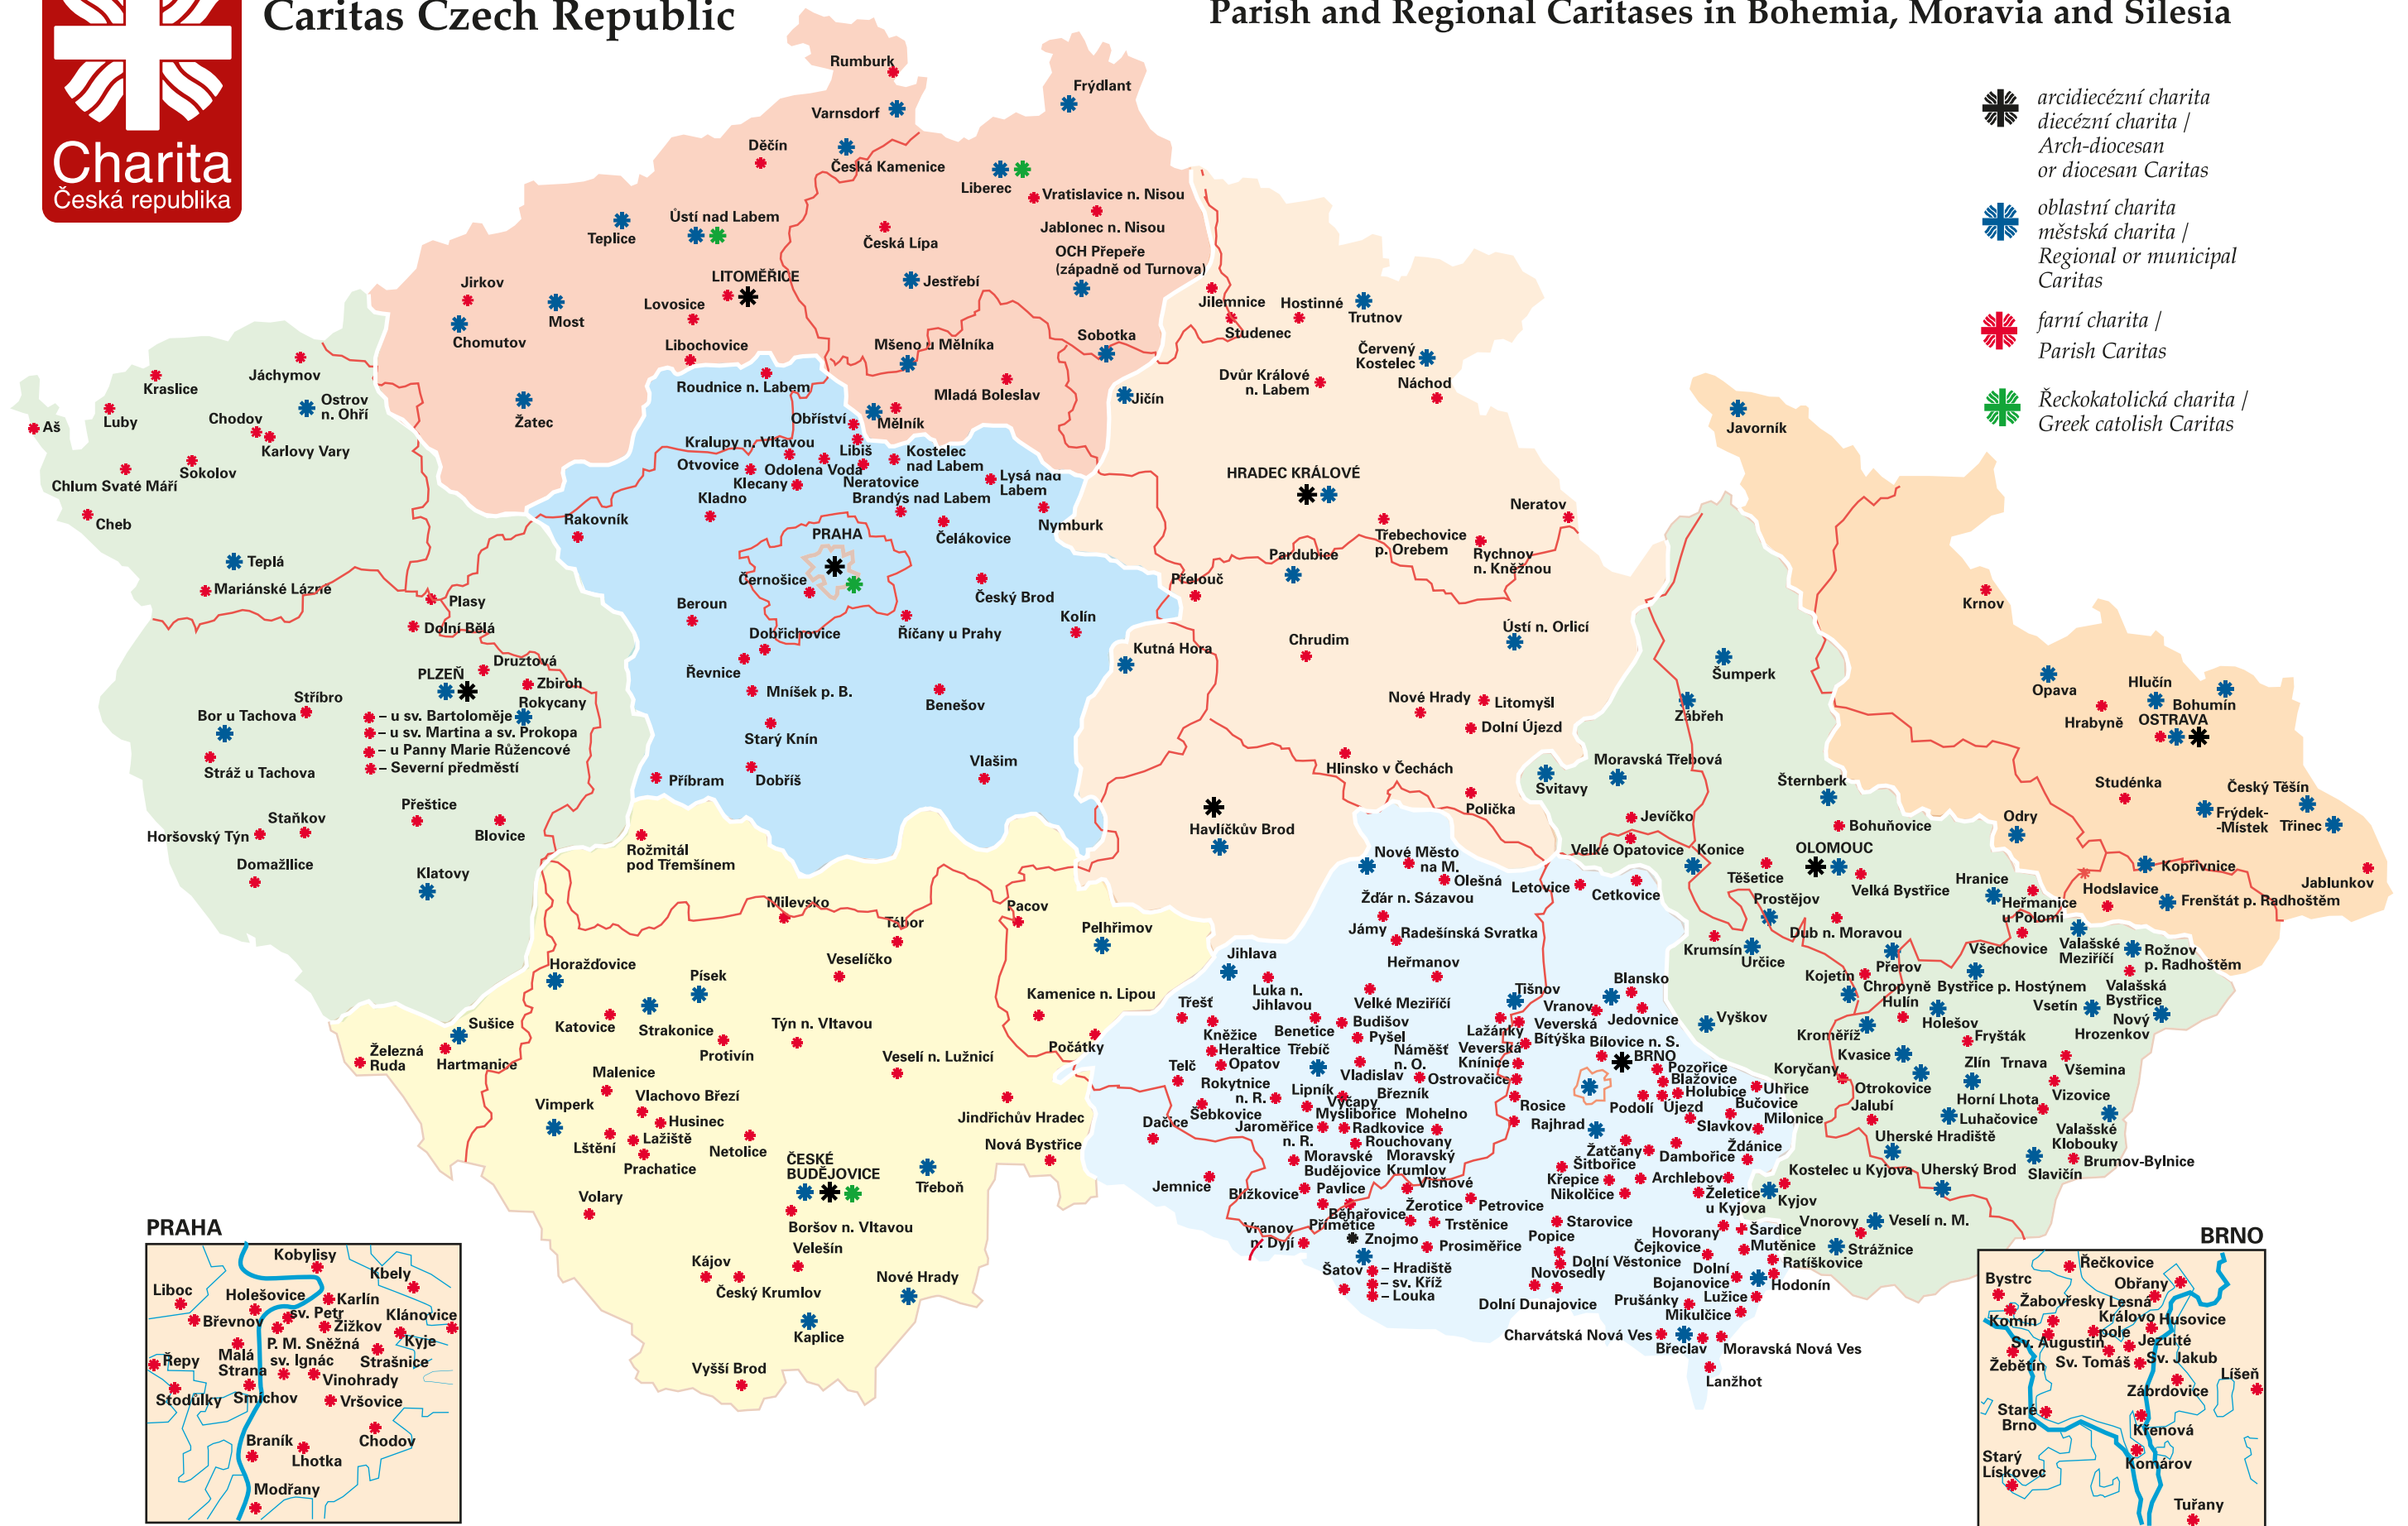 Caritas Czech Republic
Parish and Regional Caritases in Bohemia, Moravia and Silesia
Charita
Česká republika
arcidiecézní charita
diecézní charita /
Arch-diocesan
or diocesan Caritas
oblastní charita
městská charita /
Regional or municipal
Caritas
farní charita /
Parish Caritas
Řeckokatolická charita /
Greek catolish Caritas
Rumburk
Frýdlant
Varnsdorf
Děčín
Česká Kamenice
Liberec
Vratislavice n. Nisou
Jablonec n. Nisou
Ústí nad Labem
Teplice
Česká Lípa
OCH Přepeře
(západně od Turnova)
LITOMĚŘICE
Jestřebí
Jirkov
Lovosice
Most
Chomutov
Libochovice
Jilemnice
Hostinné
Trutnov
Studenec
Mšeno u Mělníka
Sobotka
Červený
Kostelec
Jáchymov
Kraslice
Roudnice n. Labem
Mladá Boleslav
Dvůr Králové
n. Labem
Náchod
Jičín
Ostrov
n. Ohří
Luby
Chodov
Aš
Žatec
Obříství
Mělník
Javorník
Karlovy Vary
Kralupy n. Vltavou
Libiš
Kostelec
nad Labem
Otvovice
Odolena Voda
Sokolov
Chlum Svaté Máří
Klecany
Neratovice
Lysá nad
Labem
HRADEC KRÁLOVÉ
Kladno
Brandýs nad Labem
Cheb
Rakovník
Nymburk
Neratov
PRAHA
Čelákovice
Třebechovice
p. Orebem
Rychnov
n. Kněžnou
Pardubice
Teplá
Černošice
Přelouč
Mariánské Lázně
Plasy
Beroun
Český Brod
Krnov
Dolní Bělá
Dobřichovice
Říčany u Prahy
Kolín
Ústí n. Orlicí
Kutná Hora
Chrudim
Druztová
PLZEŇ
Řevnice
Šumperk
Zbiroh
Stříbro
Rokycany
Mníšek p. B.
Benešov
Nové Hrady
Litomyšl
Opava
Hlučín
Bohumín
Bor u Tachova
– u sv. Bartoloměje
– u sv. Martina a sv. Prokopa
– u Panny Marie Růžencové
– Severní předměstí
Zábřeh
Hrabyně
OSTRAVA
Dolní Újezd
Stráž u Tachova
Starý Knín
Příbram
Dobříš
Vlašim
Hlinsko v Čechách
Moravská Třebová
Svitavy
Šternberk
Studénka
Český Těšín
Přeštice
Staňkov
Horšovský Týn
Blovice
Polička
Jevíčko
Bohuňovice
Odry
Frýdek-
-Místek
Třinec
Havlíčkův Brod
Domažllice
Rožmitál
pod Třemšínem
Klatovy
Velké Opatovice
Konice
OLOMOUC
Kopřivnice
Nové Město
na M.
Olešná
Letovice
Cetkovice
Těšetice
Velká Bystřice
Hranice
Hodslavice
Jablunkov
Milevsko
Tábor
Pacov
Žďár n. Sázavou
Prostějov
Heřmanice
u Polomi
Frenštát p. Radhoštěm
Pelhřimov
Jámy
Radešínská Svratka
Dub n. Moravou
Krumsín
Určice
Všechovice
Valašské
Meziříčí
Rožnov
p. Radhoštěm
Horažďovice
Písek
Veselíčko
Jihlava
Heřmanov
Blansko
Kojetín
Přerov
Luka n.
Jihlavou
Velké Meziříčí
Tišnov
Chropyně
Bystřice p. Hostýnem
Valašská
Bystřice
Kamenice n. Lipou
Třešť
Vranov
Jedovnice
Hulín
Vsetín
Nový
Hrozenkov
Katovice
Strakonice
Týn n. Vltavou
Sušice
Kněžice
Benetice
Budišov
Lažánky
Veverská
Bítýška
Vyškov
Kroměříž
Holešov
Fryšták
Protivín
Počátky
Pyšel
Bílovice n. S.
Železná
Ruda
Hartmanice
Veselí n. Lužnicí
Heraltice
Třebíč
Náměšť
n. O.
Veverská
Knínice
BRNO
Kvasice
Zlín
Trnava
Telč
Opatov
Vladislav
Ostrovačice
Pozořice
Koryčany
Všemina
Malenice
Rokytnice
n. R.
Lipník
Březník
Blažovice
Holubice
Uhřice
Otrokovice
Vlachovo Březí
Výčapy
Rosice
Podolí
Újezd
Bučovice
Jalubí
Horní Lhota
Vizovice
Vimperk
Husinec
Jindřichův Hradec
Šebkovice
Myslibořice
Mohelno
Rajhrad
Slavkov
Milonice
Luhačovice
Dačice
Jaroměřice
n. R.
Radkovice
Uherské Hradiště
Valašské
Klobouky
Lštění
Lažiště
Netolice
Nová Bystřice
Rouchovany
Žatčany
Ždánice
Prachatice
ČESKÉ
BUDĚJOVICE
Moravské
Budějovice
Moravský
Krumlov
Šitbořice
Dambořice
Kostelec u Kyjova
Uherský Brod
Slavičín
Brumov-Bylnice
Třeboň
Jemnice
Blížkovice
Pavlice
Višňové
Křepice
Nikolčice
Archlebov
Želetice
u Kyjova
Kyjov
Volary
Boršov n. Vltavou
Běhařovice
Žerotice
Petrovice
Vranov
n. Dyjí
Přímětice
Trstěnice
Starovice
Hovorany
Šardice
Vnorovy
Veselí n. M.
Znojmo
Prosiměřice
Popice
Čejkovice
Mutěnice
Strážnice
Velešín
Šatov
– Hradiště
– sv. Kříž
– Louka
Dolní Věstonice
Dolní
Bojanovice
Ratíškovice
Kájov
Český Krumlov
Nové Hrady
Novosedly
Hodonín
Dolní Dunajovice
Prušánky
Lužice
Mikulčice
Kaplice
Charvátská Nová Ves
Břeclav
Moravská Nová Ves
Vyšší Brod
Lanžhot
PRAHA
Kobylisy
Kbely
Liboc
Holešovice
Karlín
Břevnov
sv. Petr
Žižkov
Klánovice
P. M. Sněžná
Kyje
Řepy
Malá
Strana
sv. Ignác
Strašnice
Vinohrady
Stodůlky
Smíchov
Vršovice
Braník
Chodov
Lhotka
Modřany
BRNO
Řečkovice
Bystrc
Obřany
Žabovřesky
Lesná
Komín
Královo
pole
Husovice
Sv. Augustin
Jezuité
Žebětín
Sv. Tomáš
Sv. Jakub
Líšeň
Zábrdovice
Staré
Brno
Křenová
Starý
Lískovec
Komárov
Tuřany